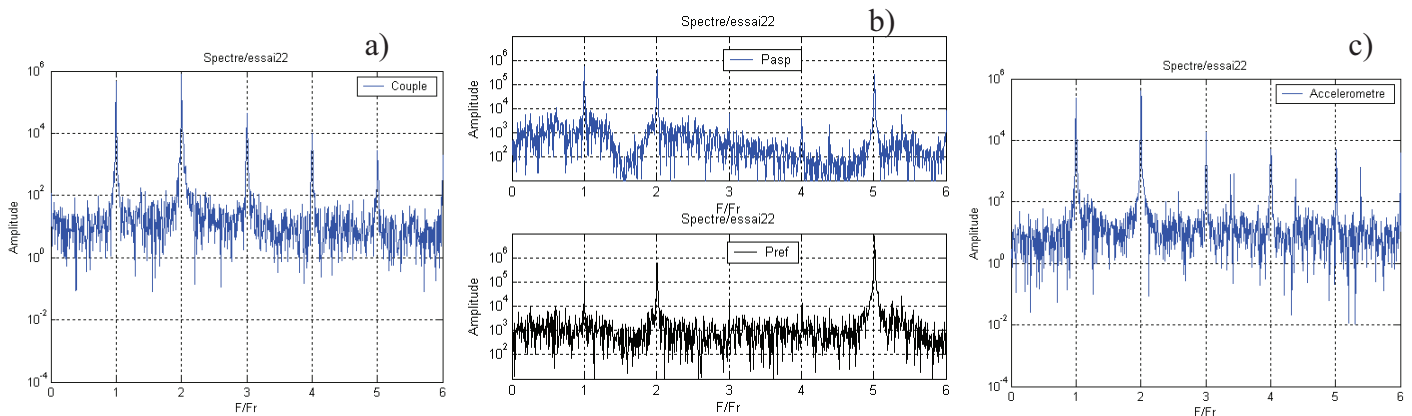 a)
Spectre/essai22
Couple
Amplitude
10^6
10^4
10^2
10^0
10^-2
10^-4
0 1 2 3 4 5 6
F/Fr
b)
Spectre/essai22
Pasp
Amplitude
10^6
10^5
10^4
10^3
10^2
0 1 2 3 4 5 6
F/Fr
Spectre/essai22
Pref
Amplitude
10^6
10^5
10^4
10^3
10^2
0 1 2 3 4 5 6
F/Fr
c)
Spectre/essai22
Accelerometre
Amplitude
10^6
10^4
10^2
10^0
10^-2
10^-4
0 1 2 3 4 5 6
F/Fr